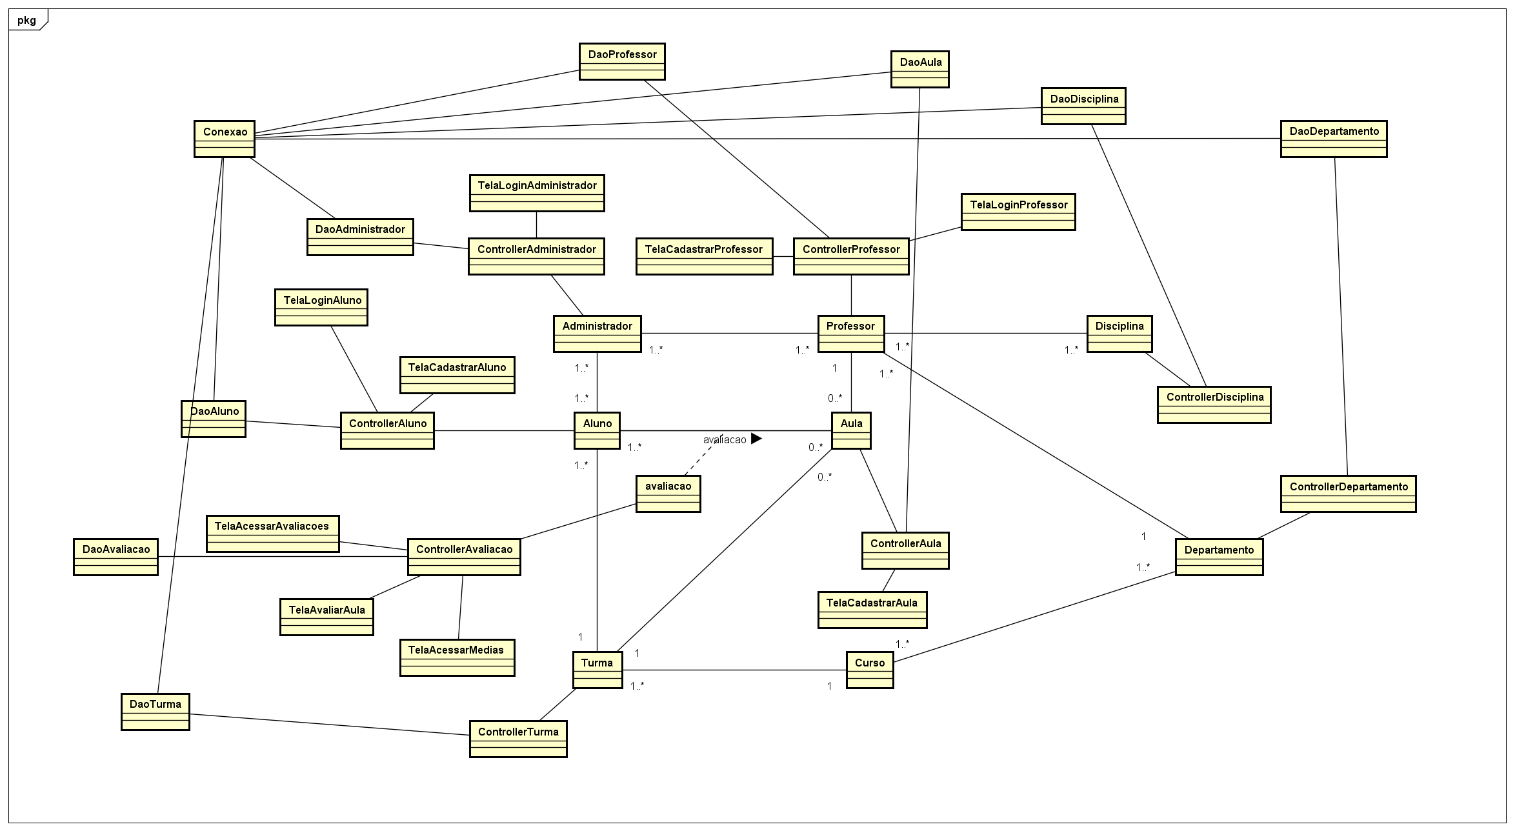 pkg
DaoProfessor
DaoAula
DaoDisciplina
Conexao
DaoDepartamento
TelaLoginAdministrador
TelaLoginProfessor
DaoAdministrador
ControllerAdministrador
TelaCadastrarProfessor
ControllerProfessor
TelaLoginAluno
Administrador
Professor
Disciplina
1..*
1..*
1..*
1..*
TelaCadastrarAluno
1..*
1
1..*
ControllerDisciplina
1..*
0..*
DaoAluno
ControllerAluno
Aluno
Aula
avaliacao
1..*
0..*
1..*
0..*
avaliacao
ControllerDepartamento
TelaAcessarAvaliacoes
DaoAvaliacao
ControllerAvaliacao
ControllerAula
1
Departamento
1..*
TelaAvaliarAula
TelaCadastrarAula
1
TelaAcessarMedias
1
1..*
Turma
Curso
1..*
1
DaoTurma
ControllerTurma